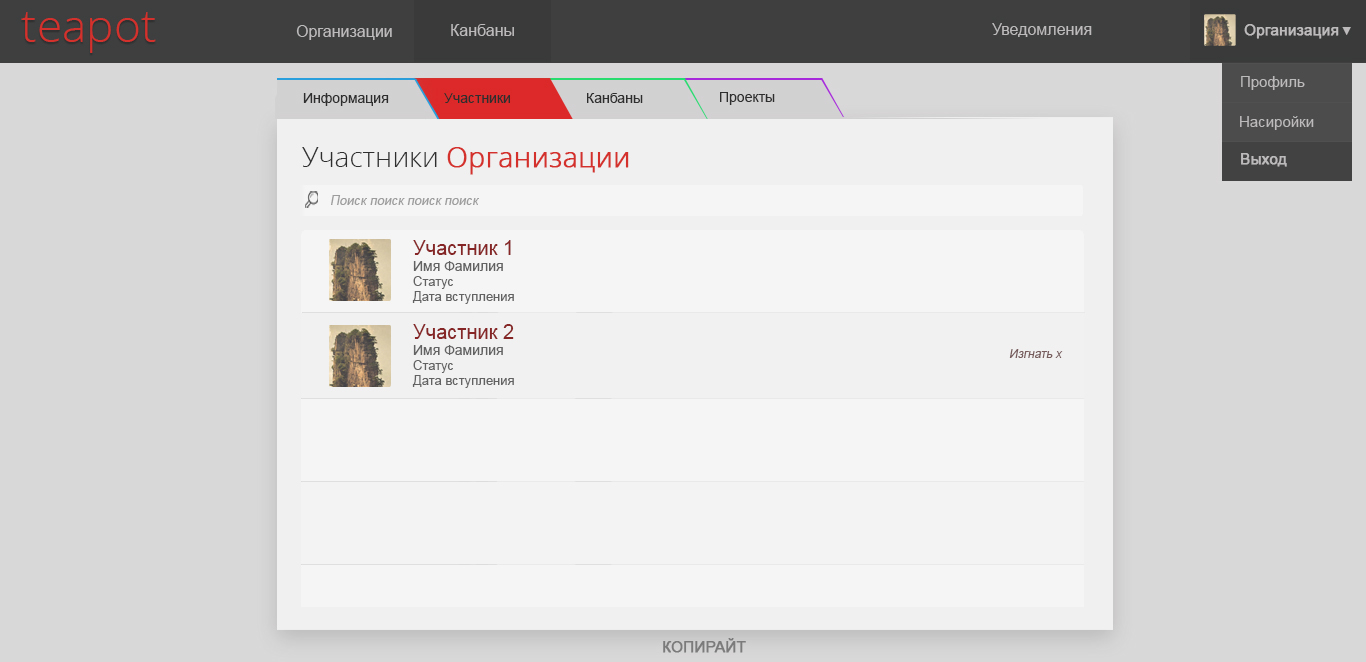 teapot
Организации
Канбаны
Уведомления
Организация ▾
Профиль
Насиройки
Выход
Информация
Участники
Канбаны
Проекты
Участники Организации
Поиск поиск поиск поиск
Участник 1
Имя Фамилия
Статус
Дата вступления
Участник 2
Имя Фамилия
Статус
Дата вступления
Изгнать x
КОПИРАЙТ